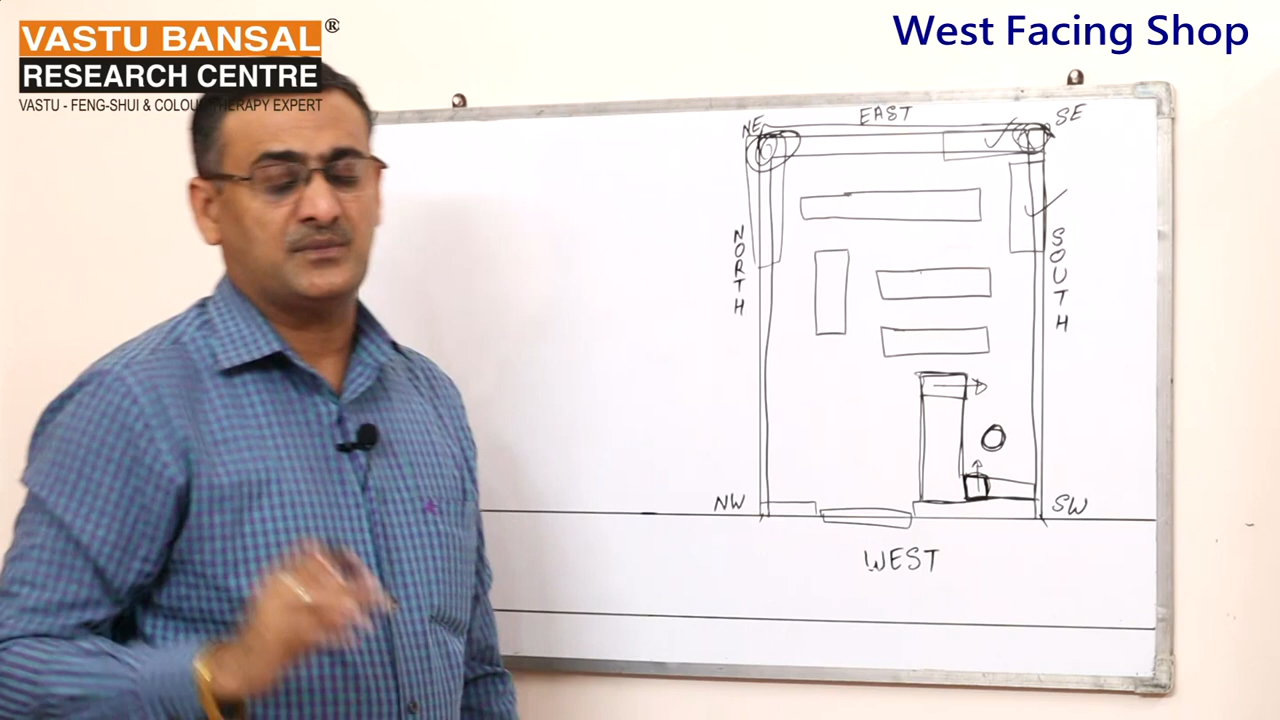 VASTU BANSAL®
RESEARCH CENTRE
VASTU - FENG-SHUI & COLOU THERAPY EXPERT
West Facing Shop
NE
EAST
SE
NORTH
SOUTH
NW
SW
WEST